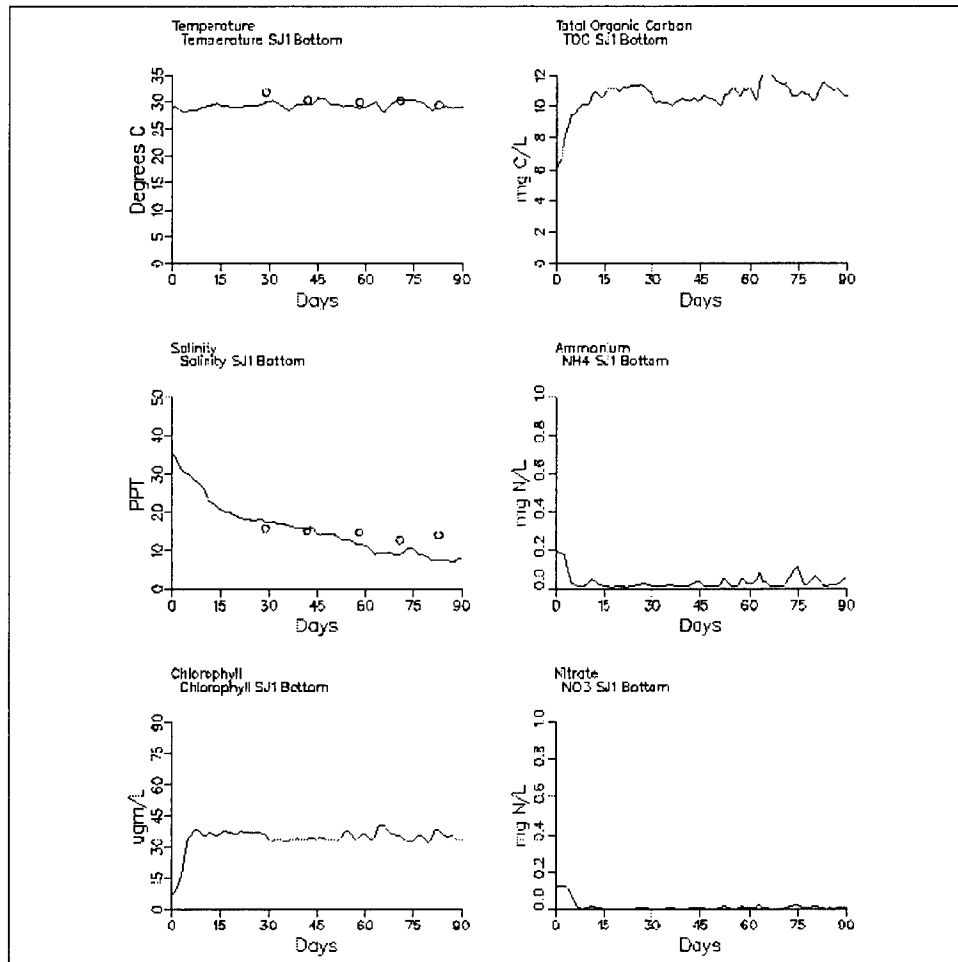 Temperature
Temperature SJ1 Bottom
Degrees C
0 5 10 15 20 25 30 35
0 15 30 45 60 75 90
Days
Total Organic Carbon
TOC SJ1 Bottom
mg C/L
0 2 4 6 8 10 12
0 15 30 45 60 75 90
Days
Salinity
Salinity SJ1 Bottom
PPT
0 10 20 30 40 50
0 15 30 45 60 75 90
Days
Ammonium
NH4 SJ1 Bottom
mg N/L
0.0 0.2 0.4 0.6 0.8 1.0
0 15 30 45 60 75 90
Days
Chlorophyll
Chlorophyll SJ1 Bottom
ugm/L
0 15 30 45 60 75 90
0 15 30 45 60 75 90
Days
Nitrate
NO3 SJ1 Bottom
mg N/L
0.0 0.2 0.4 0.6 0.8 1.0
0 15 30 45 60 75 90
Days